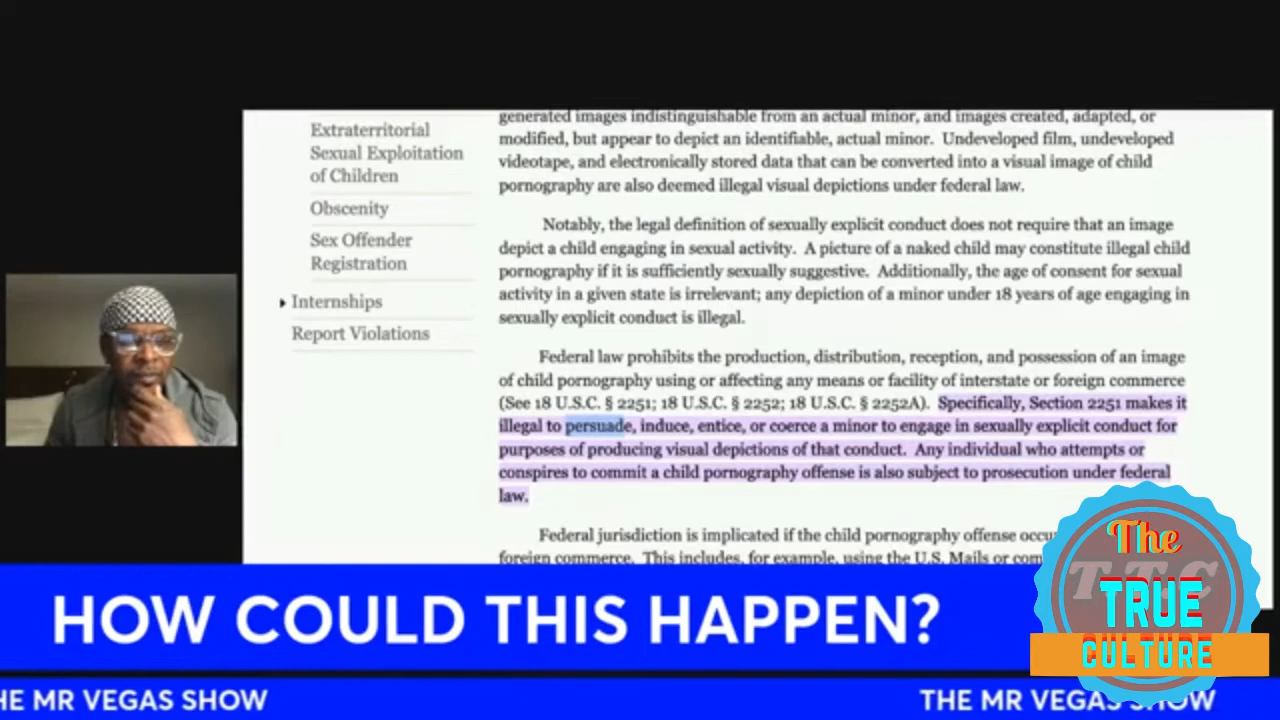 Extraterritorial
Sexual Exploitation
of Children
Obscenity
Sex Offender
Registration
Internships
Report Violations
generated images indistinguishable from an actual minor, and images created, adapted, or
modified, but appear to depict an identifiable, actual minor. Undeveloped film, undeveloped
videotape, and electronically stored data that can be converted into a visual image of child
pornography are also deemed illegal visual depictions under federal law.
Notably, the legal definition of sexually explicit conduct does not require that an image
depict a child engaging in sexual activity. A picture of a naked child may constitute illegal child
pornography if it is sufficiently sexually suggestive. Additionally, the age of consent for sexual
activity in a given state is irrelevant; any depiction of a minor under 18 years of age engaging in
sexually explicit conduct is illegal.
Federal law prohibits the production, distribution, reception, and possession of an image
of child pornography using or affecting any means or facility of interstate or foreign commerce
(See 18 U.S.C. § 2251; 18 U.S.C. § 2252; 18 U.S.C. § 2252A). Specifically, Section 2251 makes it
illegal to persuade, induce, entice, or coerce a minor to engage in sexually explicit conduct for
purposes of producing visual depictions of that conduct. Any individual who attempts or
conspires to commit a child pornography offense is also subject to prosecution under federal
law.
Federal jurisdiction is implicated if the child pornography offense occu
foreign commerce. This includes, for example, using the U.S. Mails or com
HOW COULD THIS HAPPEN?
The
T.T.C
TRUE
CULTURE
HE MR VEGAS SHOW
THE MR VEGAS SHOW